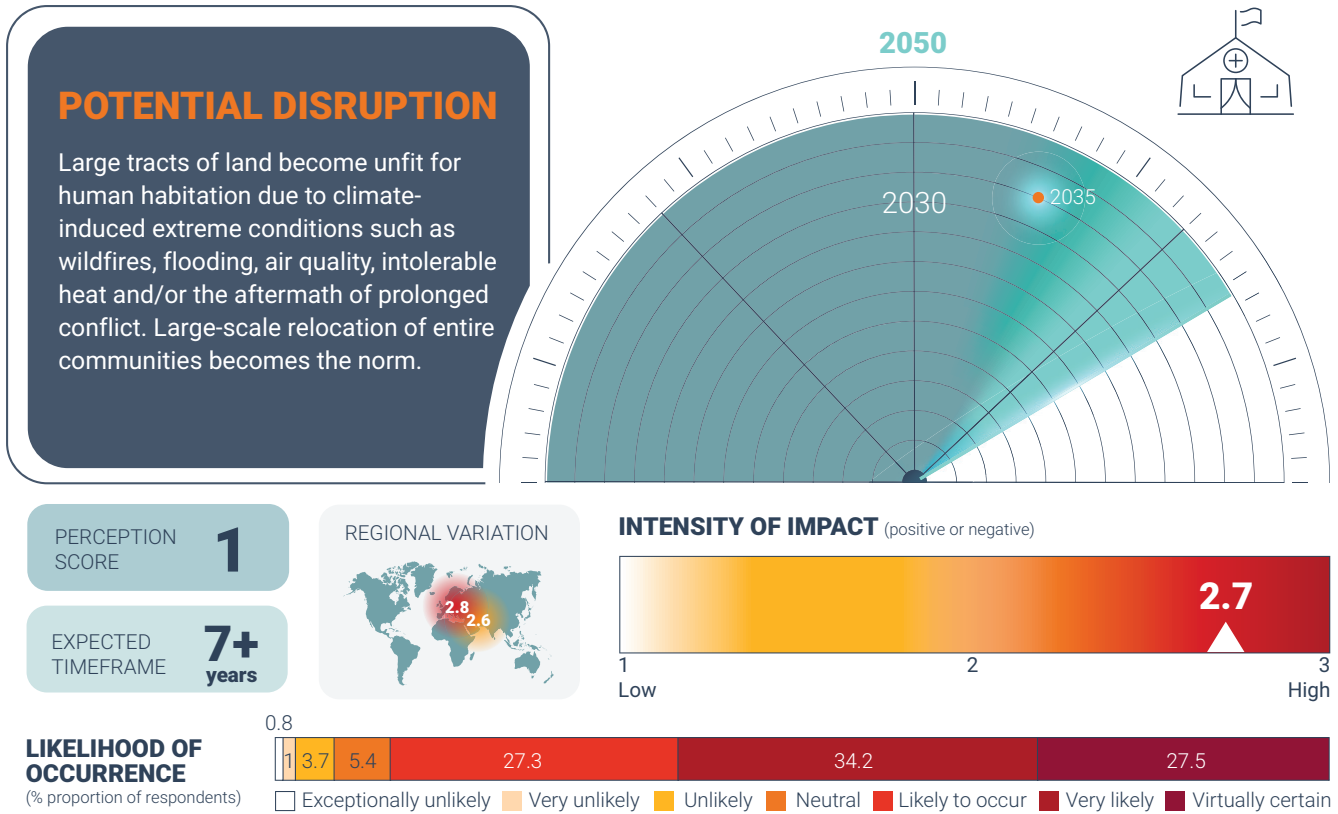 POTENTIAL DISRUPTION
Large tracts of land become unfit for
human habitation due to climate-
induced extreme conditions such as
wildfires, flooding, air quality, intolerable
heat and/or the aftermath of prolonged
conflict. Large-scale relocation of entire
communities becomes the norm.
2050
2030
2035
PERCEPTION
SCORE
1
EXPECTED
TIMEFRAME
7+
years
REGIONAL VARIATION
2.8
2.6
INTENSITY OF IMPACT (positive or negative)
2.7
1 2 3
Low High
LIKELIHOOD OF
OCCURRENCE
(% proportion of respondents)
0.8
1 3.7 5.4 27.3 34.2 27.5
Exceptionally unlikely Very unlikely Unlikely Neutral Likely to occur Very likely Virtually certain